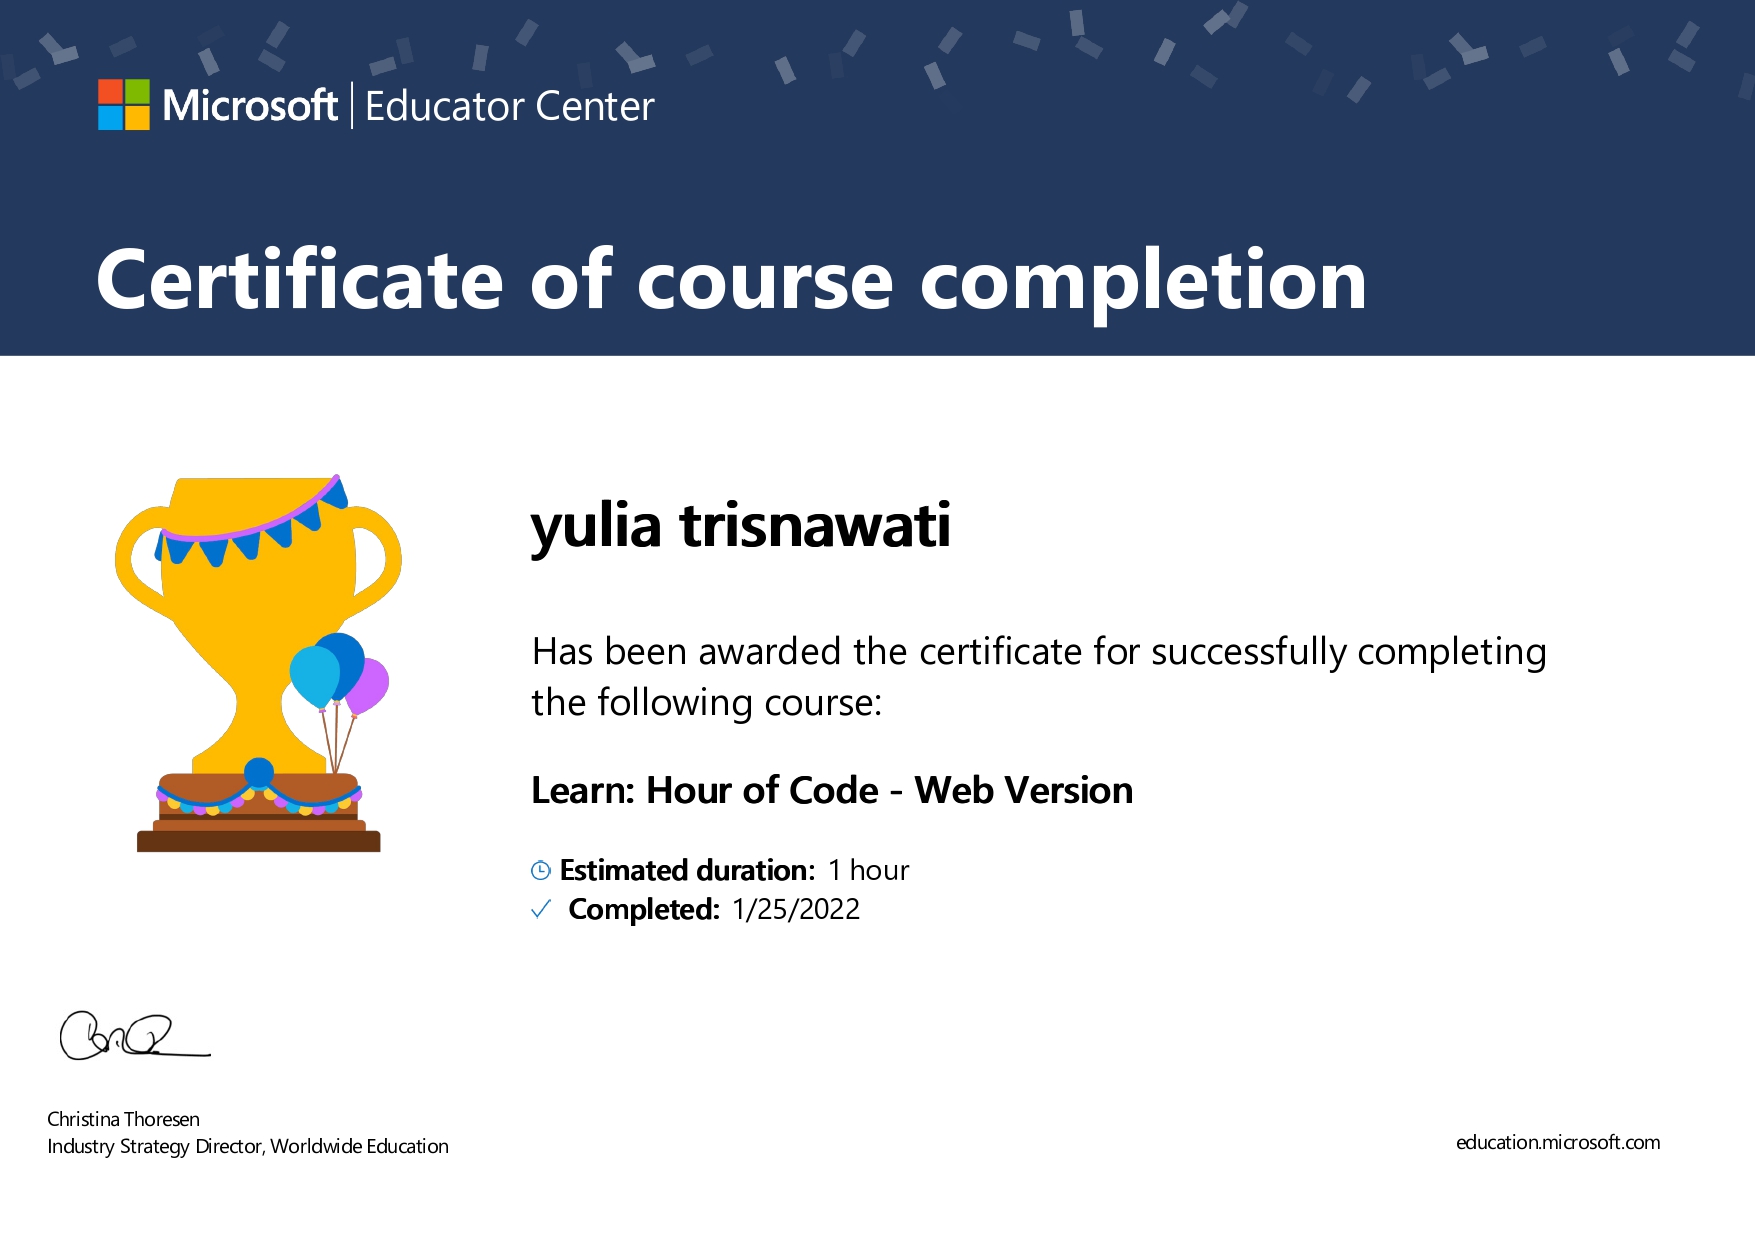 Microsoft | Educator Center
Certificate of course completion
yulia trisnawati
Has been awarded the certificate for successfully completing
the following course:
Learn: Hour of Code - Web Version
Estimated duration: 1 hour
Completed: 1/25/2022
Christina Thoresen
Industry Strategy Director, Worldwide Education
education.microsoft.com